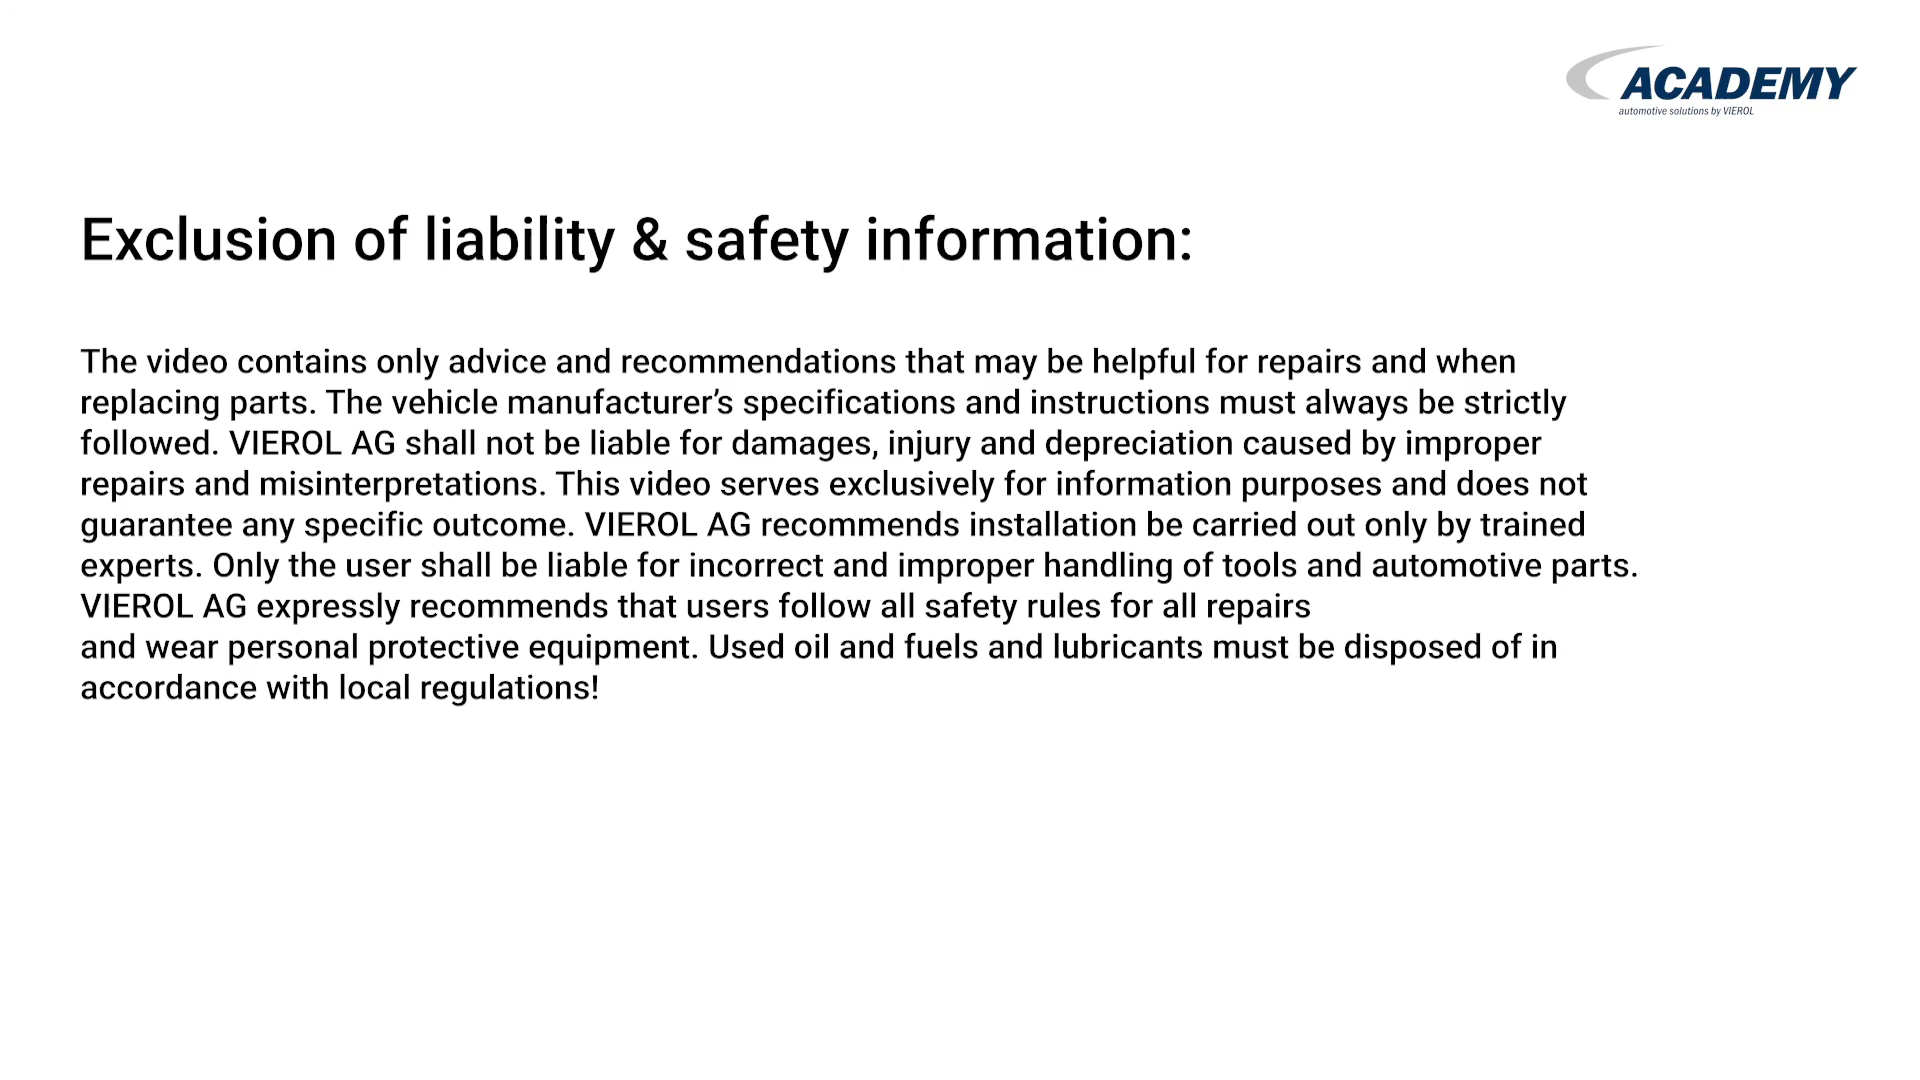 ACADEMY
automotive solutions by VIEROL
Exclusion of liability & safety information:
The video contains only advice and recommendations that may be helpful for repairs and when
replacing parts. The vehicle manufacturer’s specifications and instructions must always be strictly
followed. VIEROL AG shall not be liable for damages, injury and depreciation caused by improper
repairs and misinterpretations. This video serves exclusively for information purposes and does not
guarantee any specific outcome. VIEROL AG recommends installation be carried out only by trained
experts. Only the user shall be liable for incorrect and improper handling of tools and automotive parts.
VIEROL AG expressly recommends that users follow all safety rules for all repairs
and wear personal protective equipment. Used oil and fuels and lubricants must be disposed of in
accordance with local regulations!